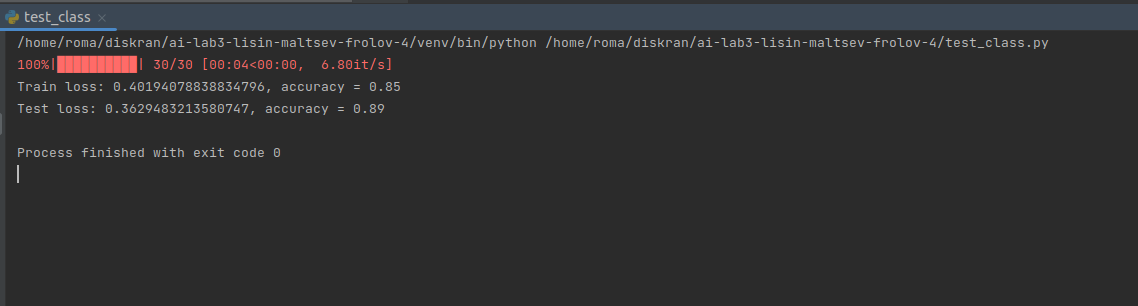 test_class ×
/home/roma/diskran/ai-lab3-lisin-maltsev-frolov-4/venv/bin/python /home/roma/diskran/ai-lab3-lisin-maltsev-frolov-4/test_class.py
100%|██████████| 30/30 [00:04<00:00,  6.80it/s]
Train loss: 0.40194078838834796, accuracy = 0.85
Test loss: 0.3629483213580747, accuracy = 0.89
Process finished with exit code 0